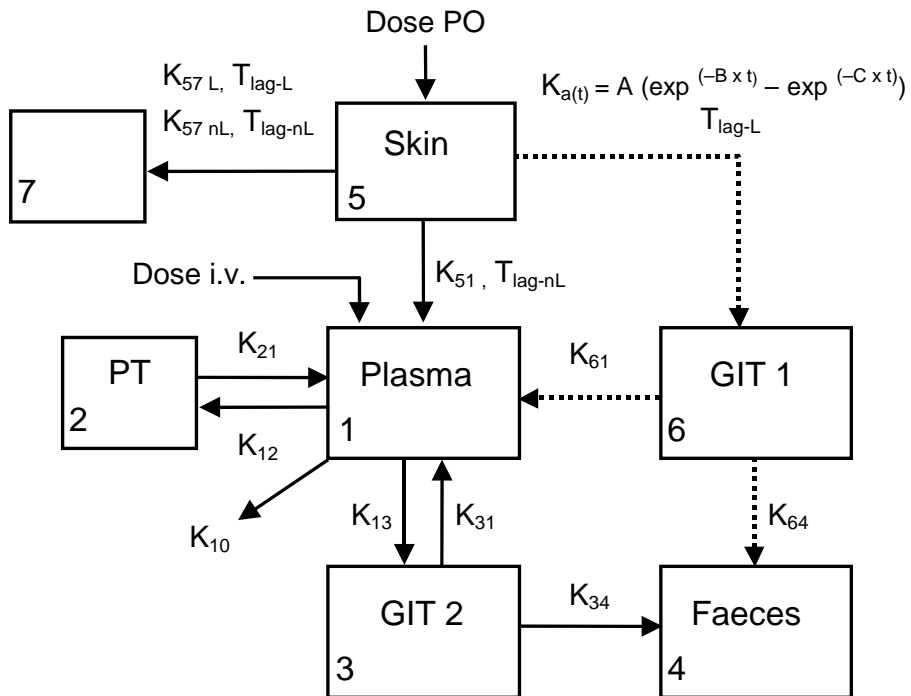 Dose PO
K57 L, Tlag-L
K57 nL, Tlag-nL
Ka(t) = A (exp (–B x t) – exp (–C x t))
Tlag-L
Skin
5
7
Dose i.v.
K51 , Tlag-nL
K21
PT
2
K12
Plasma
1
K61
GIT 1
6
K10
K13
K31
K64
GIT 2
3
K34
Faeces
4